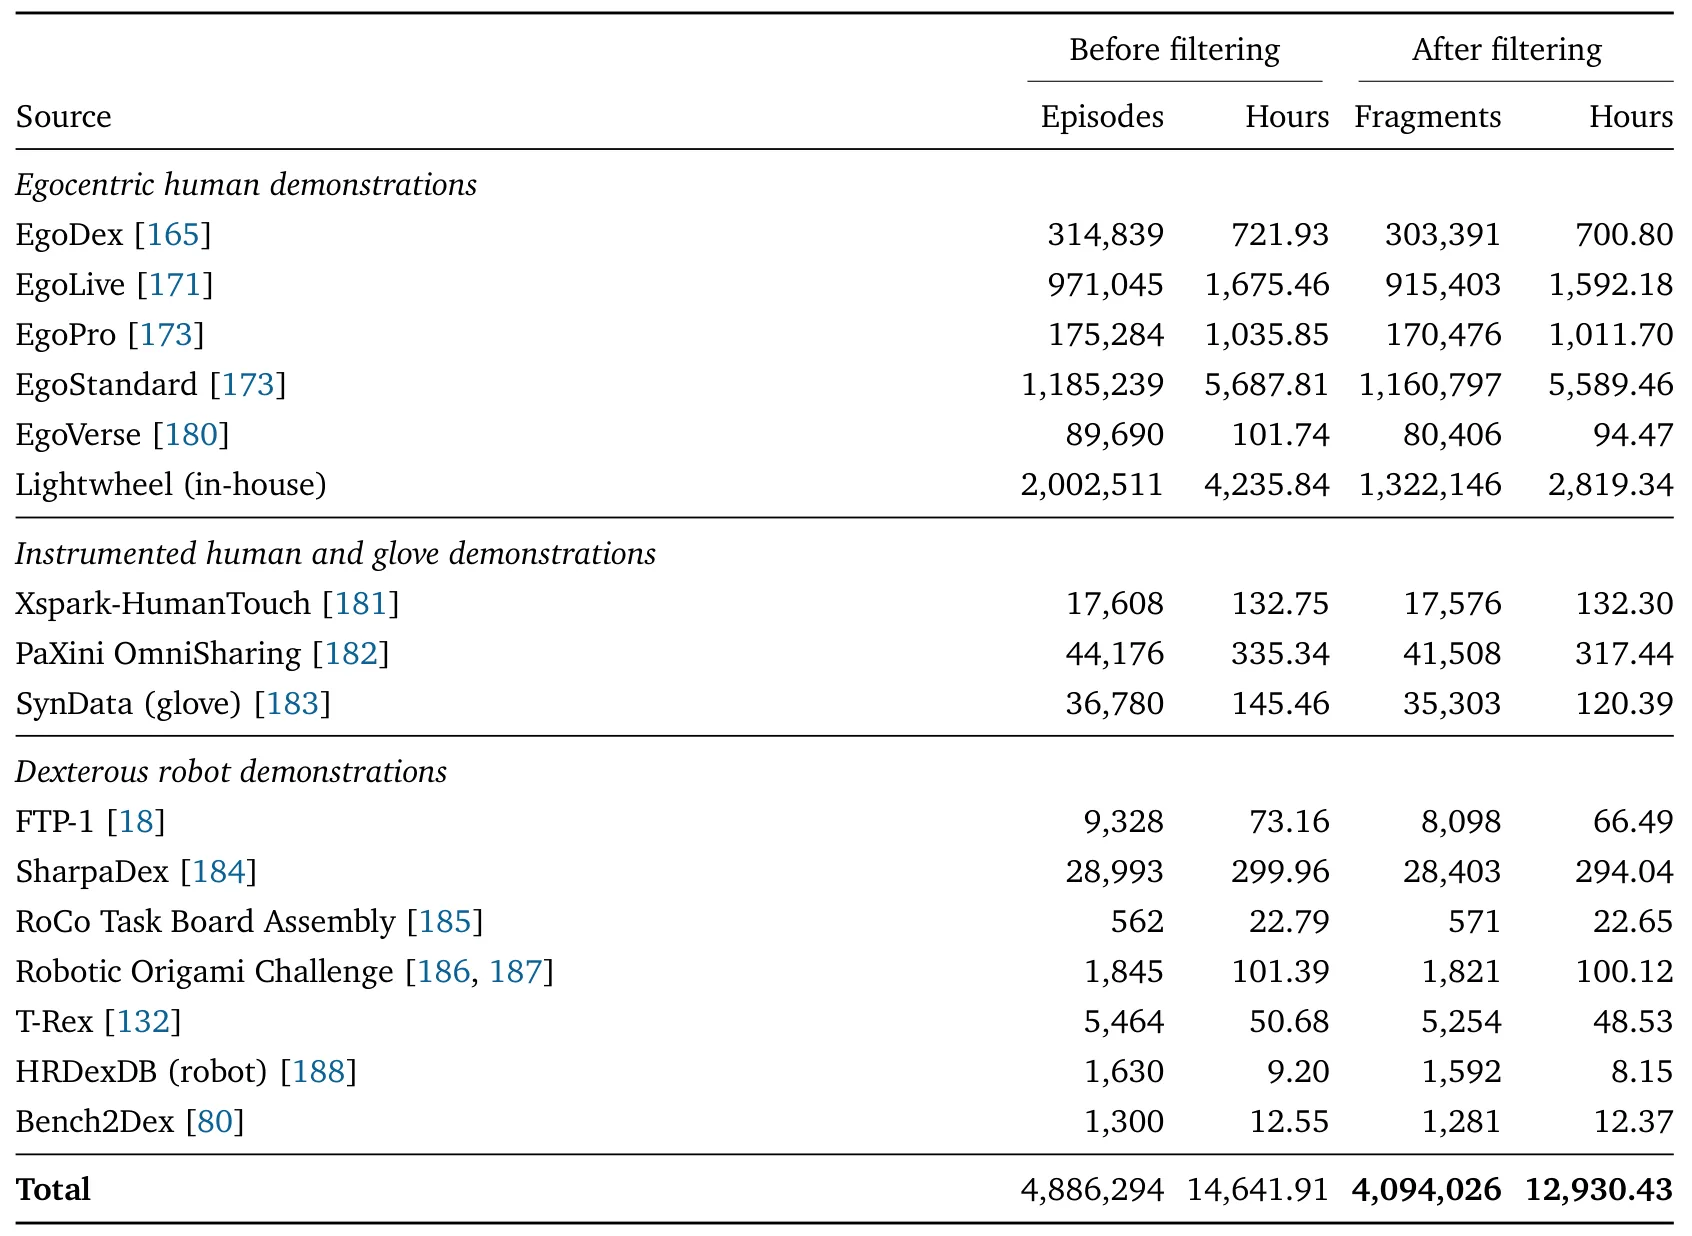 Before filtering After filtering
Source Episodes Hours Fragments Hours
Egocentric human demonstrations
EgoDex [165] 314,839 721.93 303,391 700.80
EgoLive [171] 971,045 1,675.46 915,403 1,592.18
EgoPro [173] 175,284 1,035.85 170,476 1,011.70
EgoStandard [173] 1,185,239 5,687.81 1,160,797 5,589.46
EgoVerse [180] 89,690 101.74 80,406 94.47
Lightwheel (in-house) 2,002,511 4,235.84 1,322,146 2,819.34
Instrumented human and glove demonstrations
Xspark-HumanTouch [181] 17,608 132.75 17,576 132.30
PaXini OmniSharing [182] 44,176 335.34 41,508 317.44
SynData (glove) [183] 36,780 145.46 35,303 120.39
Dexterous robot demonstrations
FTP-1 [18] 9,328 73.16 8,098 66.49
SharpaDex [184] 28,993 299.96 28,403 294.04
RoCo Task Board Assembly [185] 562 22.79 571 22.65
Robotic Origami Challenge [186, 187] 1,845 101.39 1,821 100.12
T-Rex [132] 5,464 50.68 5,254 48.53
HRDexDB (robot) [188] 1,630 9.20 1,592 8.15
Bench2Dex [80] 1,300 12.55 1,281 12.37
Total 4,886,294 14,641.91 4,094,026 12,930.43